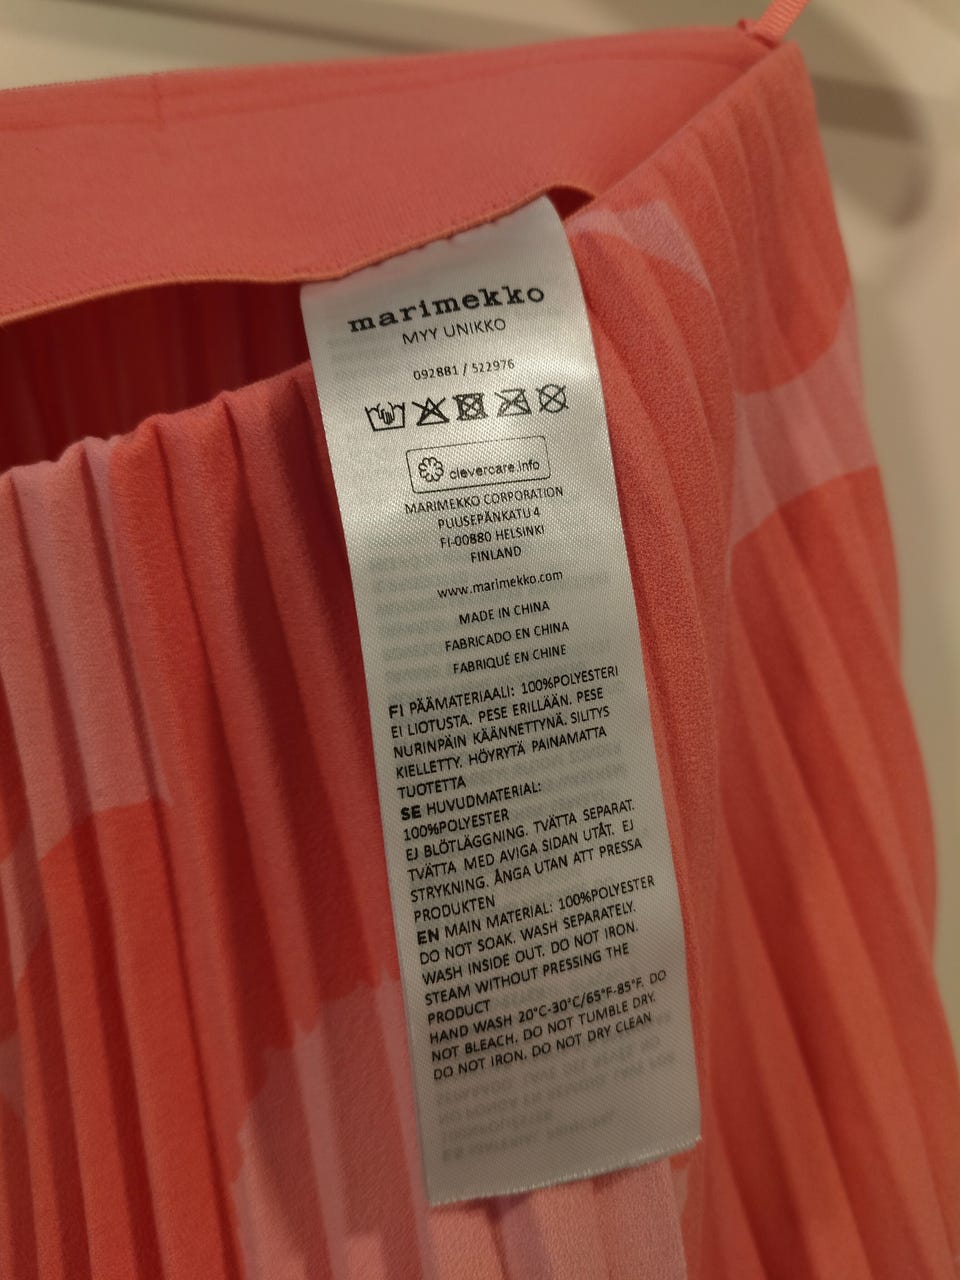 marimekko
MYY UNIKKO
092881 / 522976
clevercare.info
MARIMEKKO CORPORATION
PUUSEPÄNKATU 4
FI-00880 HELSINKI
FINLAND
www.marimekko.com
MADE IN CHINA
FABRICADO EN CHINA
FABRIQUÉ EN CHINE
FI PÄÄMATERIAALI: 100%POLYESTERI
EI LIOTUSTA. PESE ERILLÄÄN. PESE
NURINPÄIN KÄÄNNETTYNÄ. SILITYS
KIELLETTY. HÖYRYTÄ PAINAMATTA
TUOTETTA
SE HUVUDMATERIAL:
100%POLYESTER
EJ BLÖTLÄGGNING. TVÄTTA SEPARAT.
TVÄTTA MED AVIGA SIDAN UTÅT. EJ
STRYKNING. ÅNGA UTAN ATT PRESSA
PRODUKTEN
EN MAIN MATERIAL: 100%POLYESTER
DO NOT SOAK. WASH SEPARATELY.
WASH INSIDE OUT. DO NOT IRON.
STEAM WITHOUT PRESSING THE
PRODUCT
HAND WASH 20°C-30°C/65°F-85°F. DO
NOT BLEACH. DO NOT TUMBLE DRY.
DO NOT IRON. DO NOT DRY CLEAN